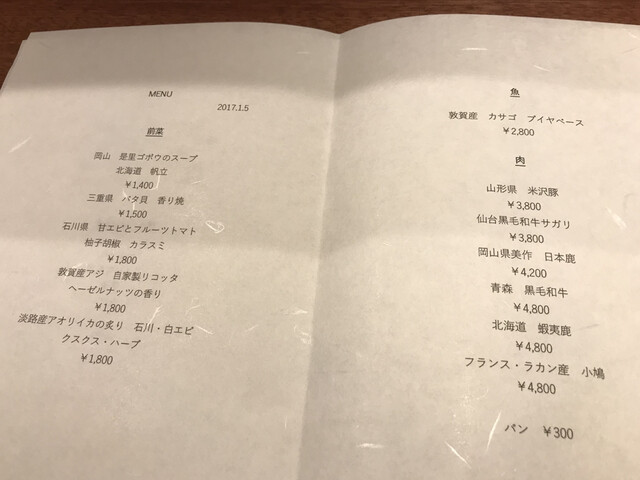 MENU
2017.1.5
前菜
岡山 是里ゴボウのスープ
北海道 帆立
¥1,400
三重県 バタ貝 香り焼
¥1,500
石川県 甘エビとフルーツトマト
柚子胡椒 カラスミ
¥1,800
敦賀産アジ 自家製リコッタ
ヘーゼルナッツの香り
¥1,800
淡路産アオリイカの炙り 石川・白エビ
クスクス・ハーブ
¥1,800
魚
敦賀産 カサゴ ブイヤベース
¥2,800
肉
山形県 米沢豚
¥3,800
仙台黒毛和牛サガリ
¥3,800
岡山県美作 日本鹿
¥4,200
青森 黒毛和牛
¥4,800
北海道 蝦夷鹿
¥4,800
フランス・ラカン産 小鳩
¥4,800
パン ¥300